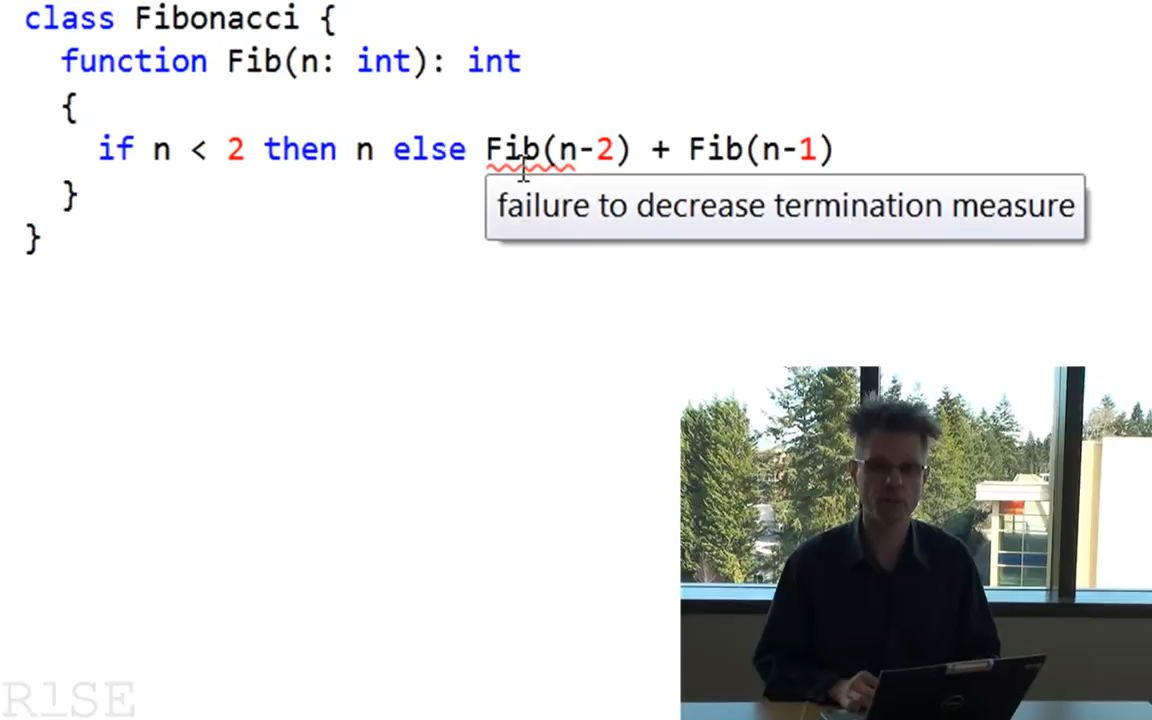 class Fibonacci {
function Fib(n: int): int
{
if n < 2 then n else Fib(n-2) + Fib(n-1)
failure to decrease termination measure
}
}
RiSE